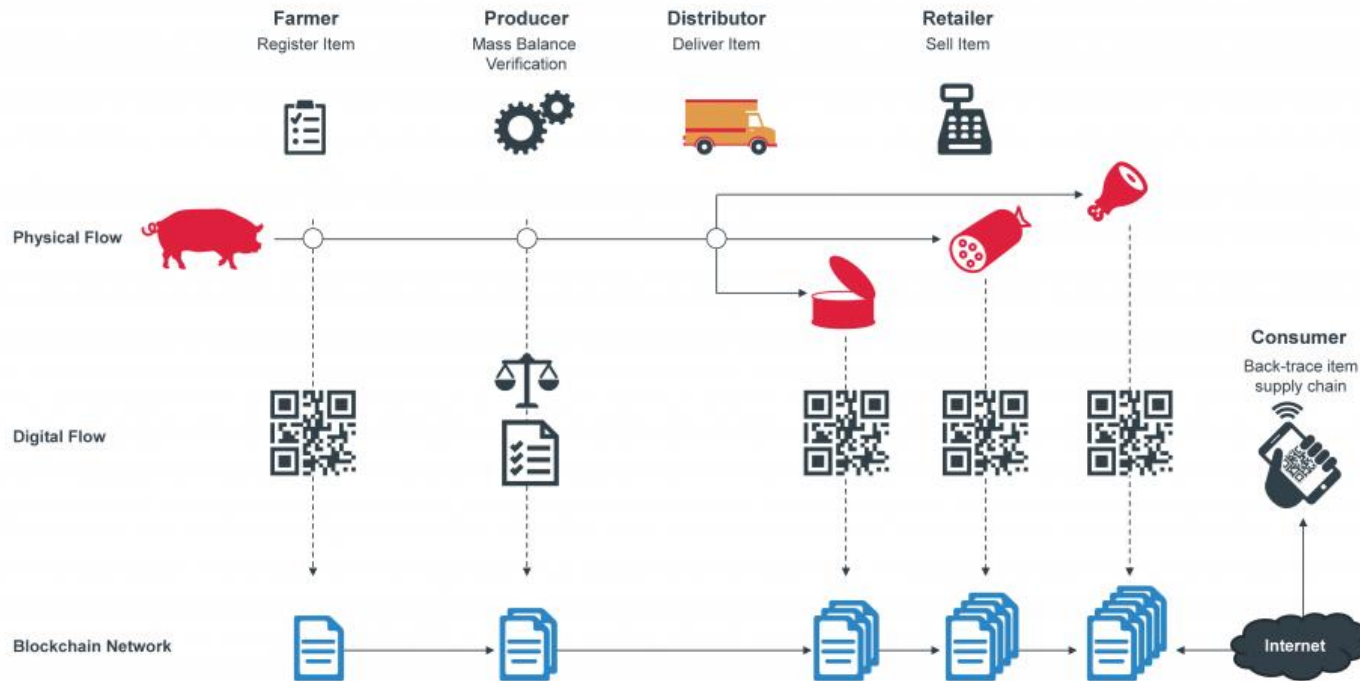 Farmer
Register Item
Producer
Mass Balance
Verification
Distributor
Deliver Item
Retailer
Sell Item
Physical Flow
Consumer
Back-trace item
supply chain
Digital Flow
Blockchain Network
Internet